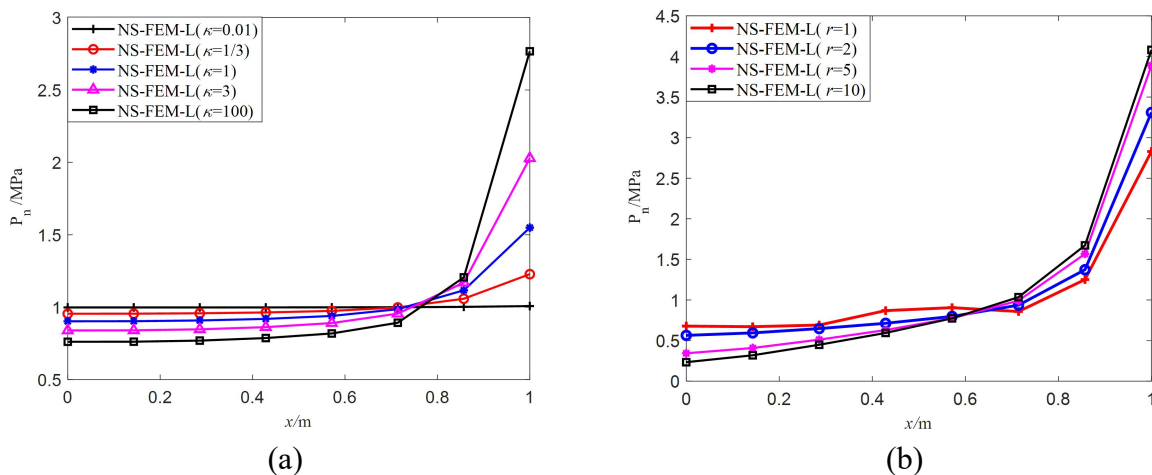 3
2.5
2
1.5
1
0.5
P_n /MPa
0 0.2 0.4 0.6 0.8 1
x/m
NS-FEM-L( κ=0.01)
NS-FEM-L( κ=1/3)
NS-FEM-L( κ=1)
NS-FEM-L( κ=3)
NS-FEM-L( κ=100)
(a)
4.5
4
3.5
3
2.5
2
1.5
1
0.5
0
P_n /MPa
0 0.2 0.4 0.6 0.8 1
x/m
NS-FEM-L( r=1)
NS-FEM-L( r=2)
NS-FEM-L( r=5)
NS-FEM-L( r=10)
(b)